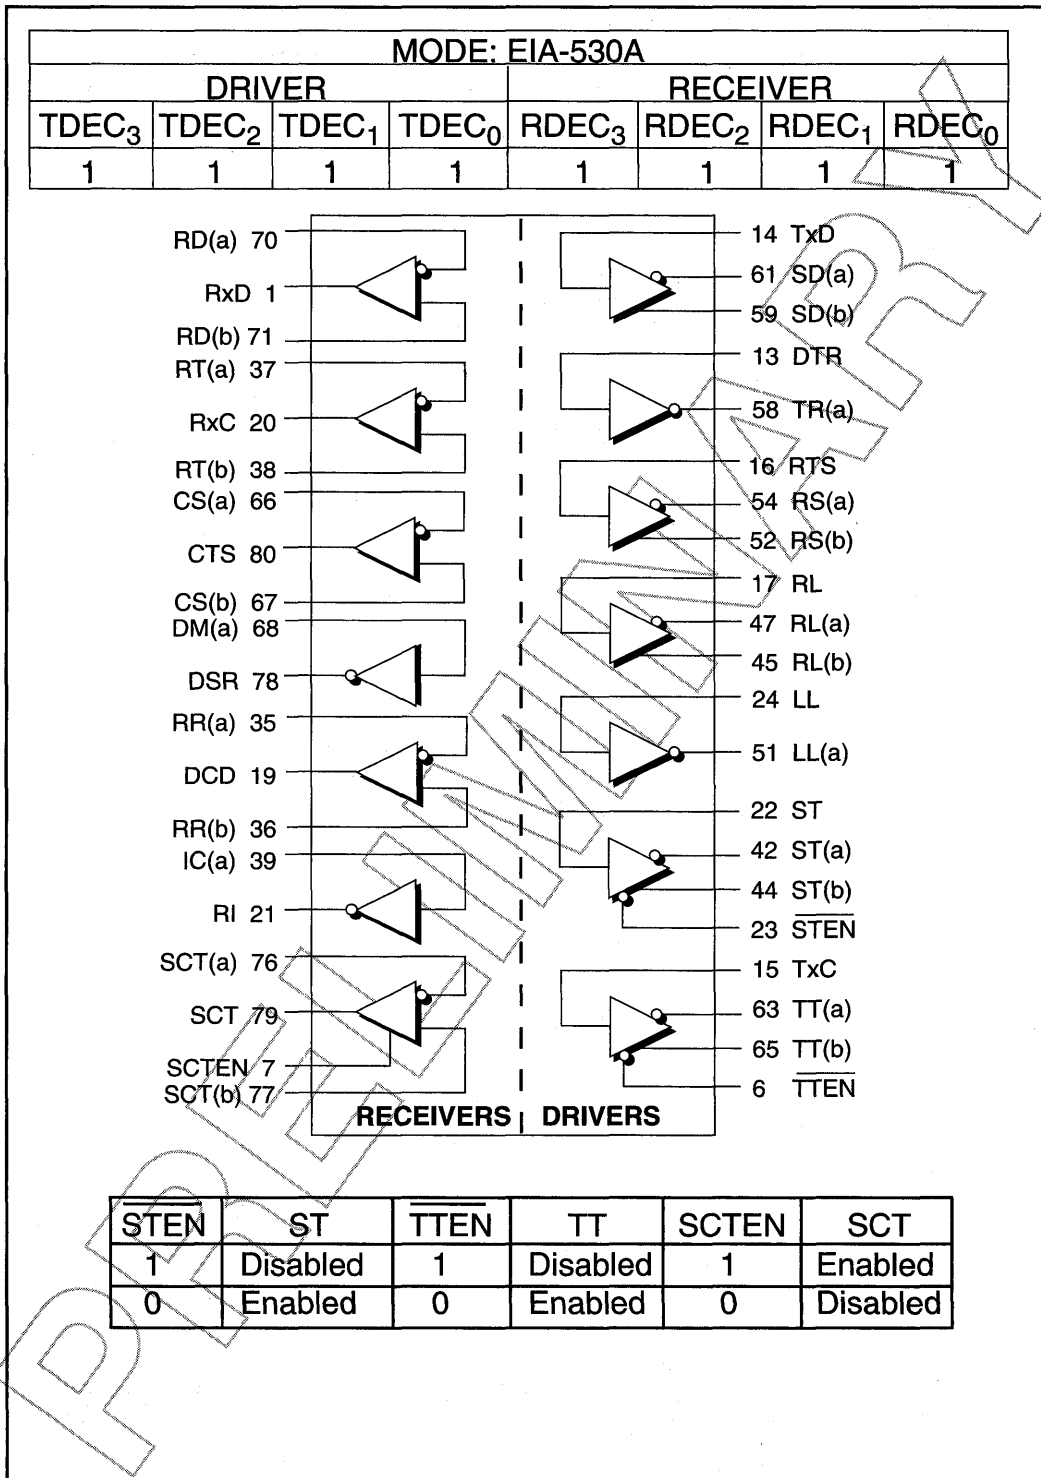 MODE: EIA-530A
DRIVER RECEIVER
TDEC3 TDEC2 TDEC1 TDEC0 RDEC3 RDEC2 RDEC1 RDEC0
1 1 1 1 1 1 1 1
RD(a) 70
RxD 1
RD(b) 71
RT(a) 37
RxC 20
RT(b) 38
CS(a) 66
CTS 80
CS(b) 67
DM(a) 68
DSR 78
RR(a) 35
DCD 19
RR(b) 36
IC(a) 39
RI 21
SCT(a) 76
SCT 79
SCTEN 7
SCT(b) 77
14 TxD
61 SD(a)
59 SD(b)
13 DTR
58 TR(a)
16 RTS
54 RS(a)
52 RS(b)
17 RL
47 RL(a)
45 RL(b)
24 LL
51 LL(a)
22 ST
42 ST(a)
44 ST(b)
23 STEN
15 TxC
63 TT(a)
65 TT(b)
6 TTEN
RECEIVERS DRIVERS
STEN ST TTEN TT SCTEN SCT
1 Disabled 1 Disabled 1 Enabled
0 Enabled 0 Enabled 0 Disabled
PRELIMINARY